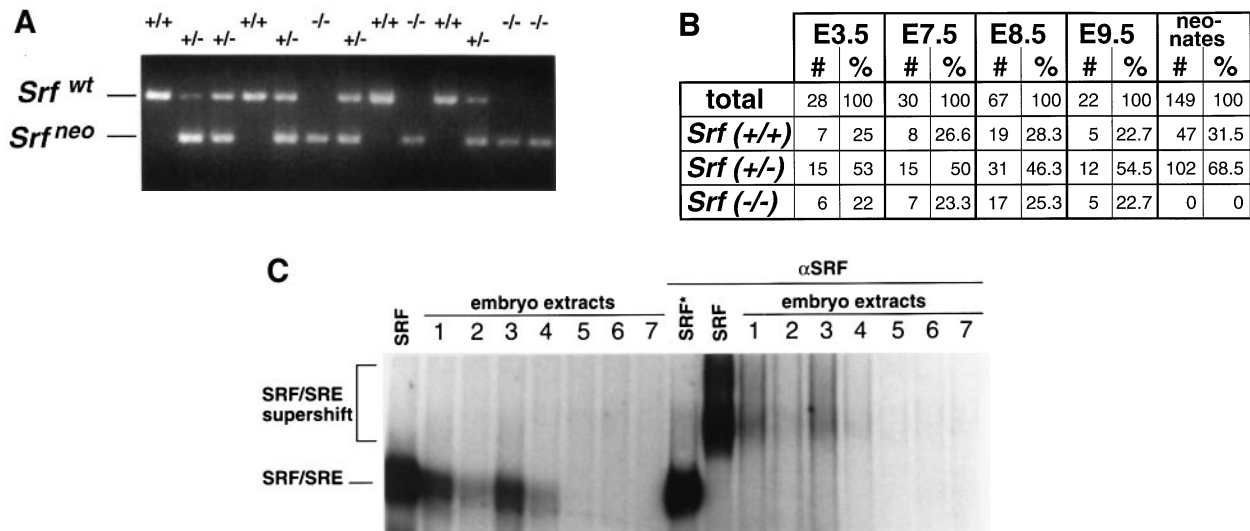 A
+/+ +/+ -/- +/+ -/- +/+ -/- -/-
+/- +/- +/- +/- +/-
Srf wt
Srf neo
B
E3.5 E7.5 E8.5 E9.5 neo-nates
# % # % # % # % # %
total 28 100 30 100 67 100 22 100 149 100
Srf (+/+) 7 25 8 26.6 19 28.3 5 22.7 47 31.5
Srf (+/-) 15 53 15 50 31 46.3 12 54.5 102 68.5
Srf (-/-) 6 22 7 23.3 17 25.3 5 22.7 0 0
C
αSRF
embryo extracts embryo extracts
SRF 1 2 3 4 5 6 7 SRF* SRF 1 2 3 4 5 6 7
SRF/SRE
supershift
SRF/SRE